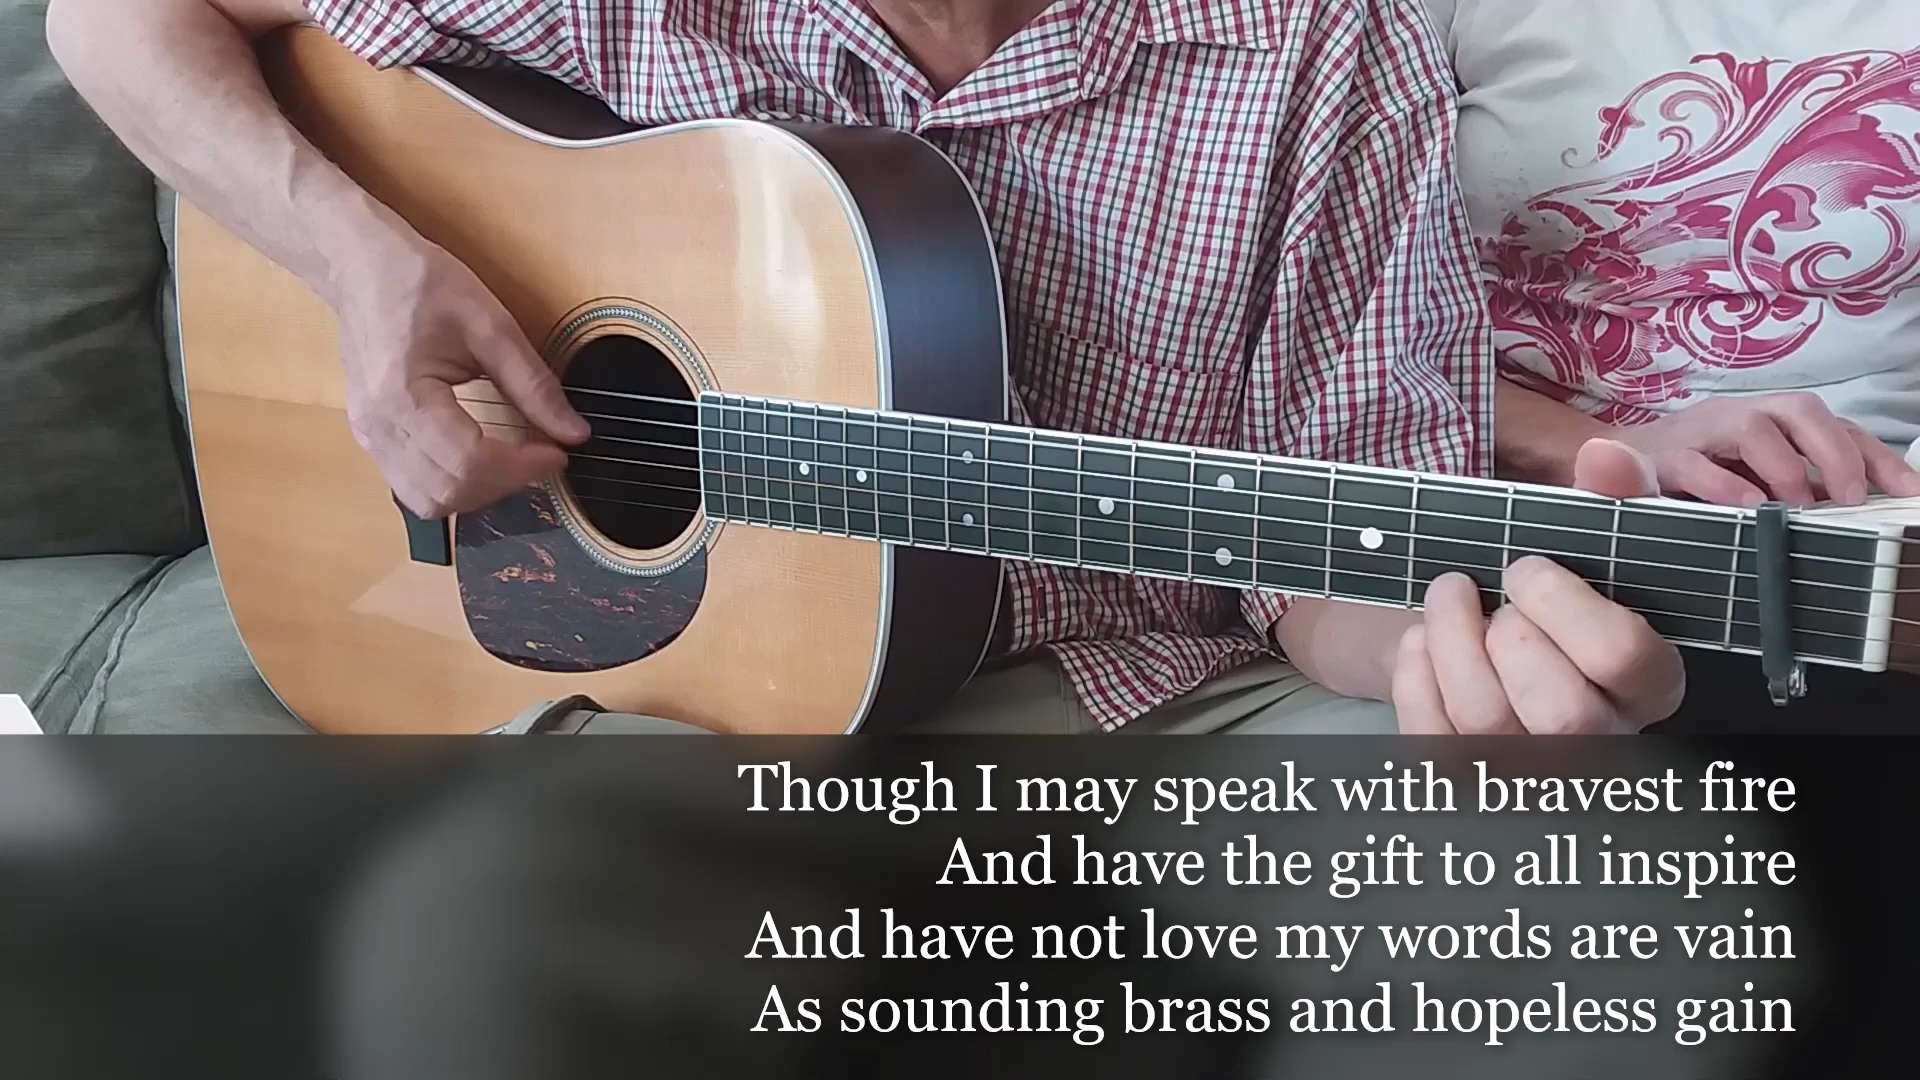 Though I may speak with bravest fire
And have the gift to all inspire
And have not love my words are vain
As sounding brass and hopeless gain